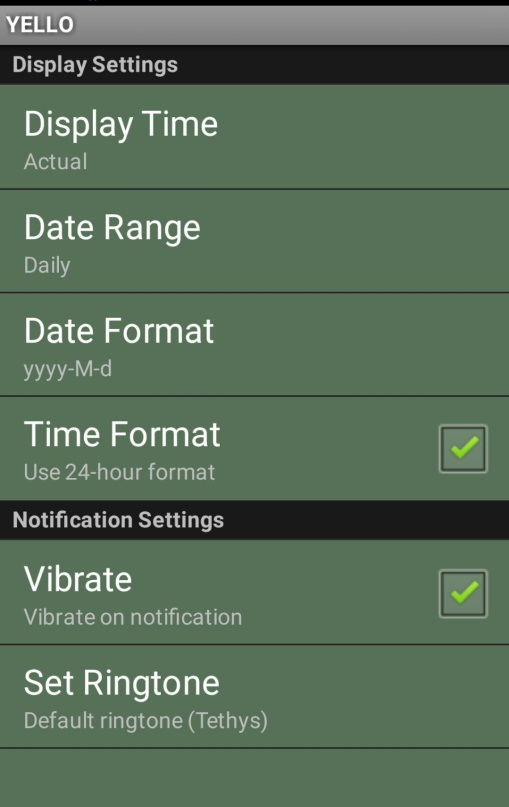 YELLO
Display Settings
Display Time
Actual
Date Range
Daily
Date Format
yyyy-M-d
Time Format
Use 24-hour format
Notification Settings
Vibrate
Vibrate on notification
Set Ringtone
Default ringtone (Tethys)